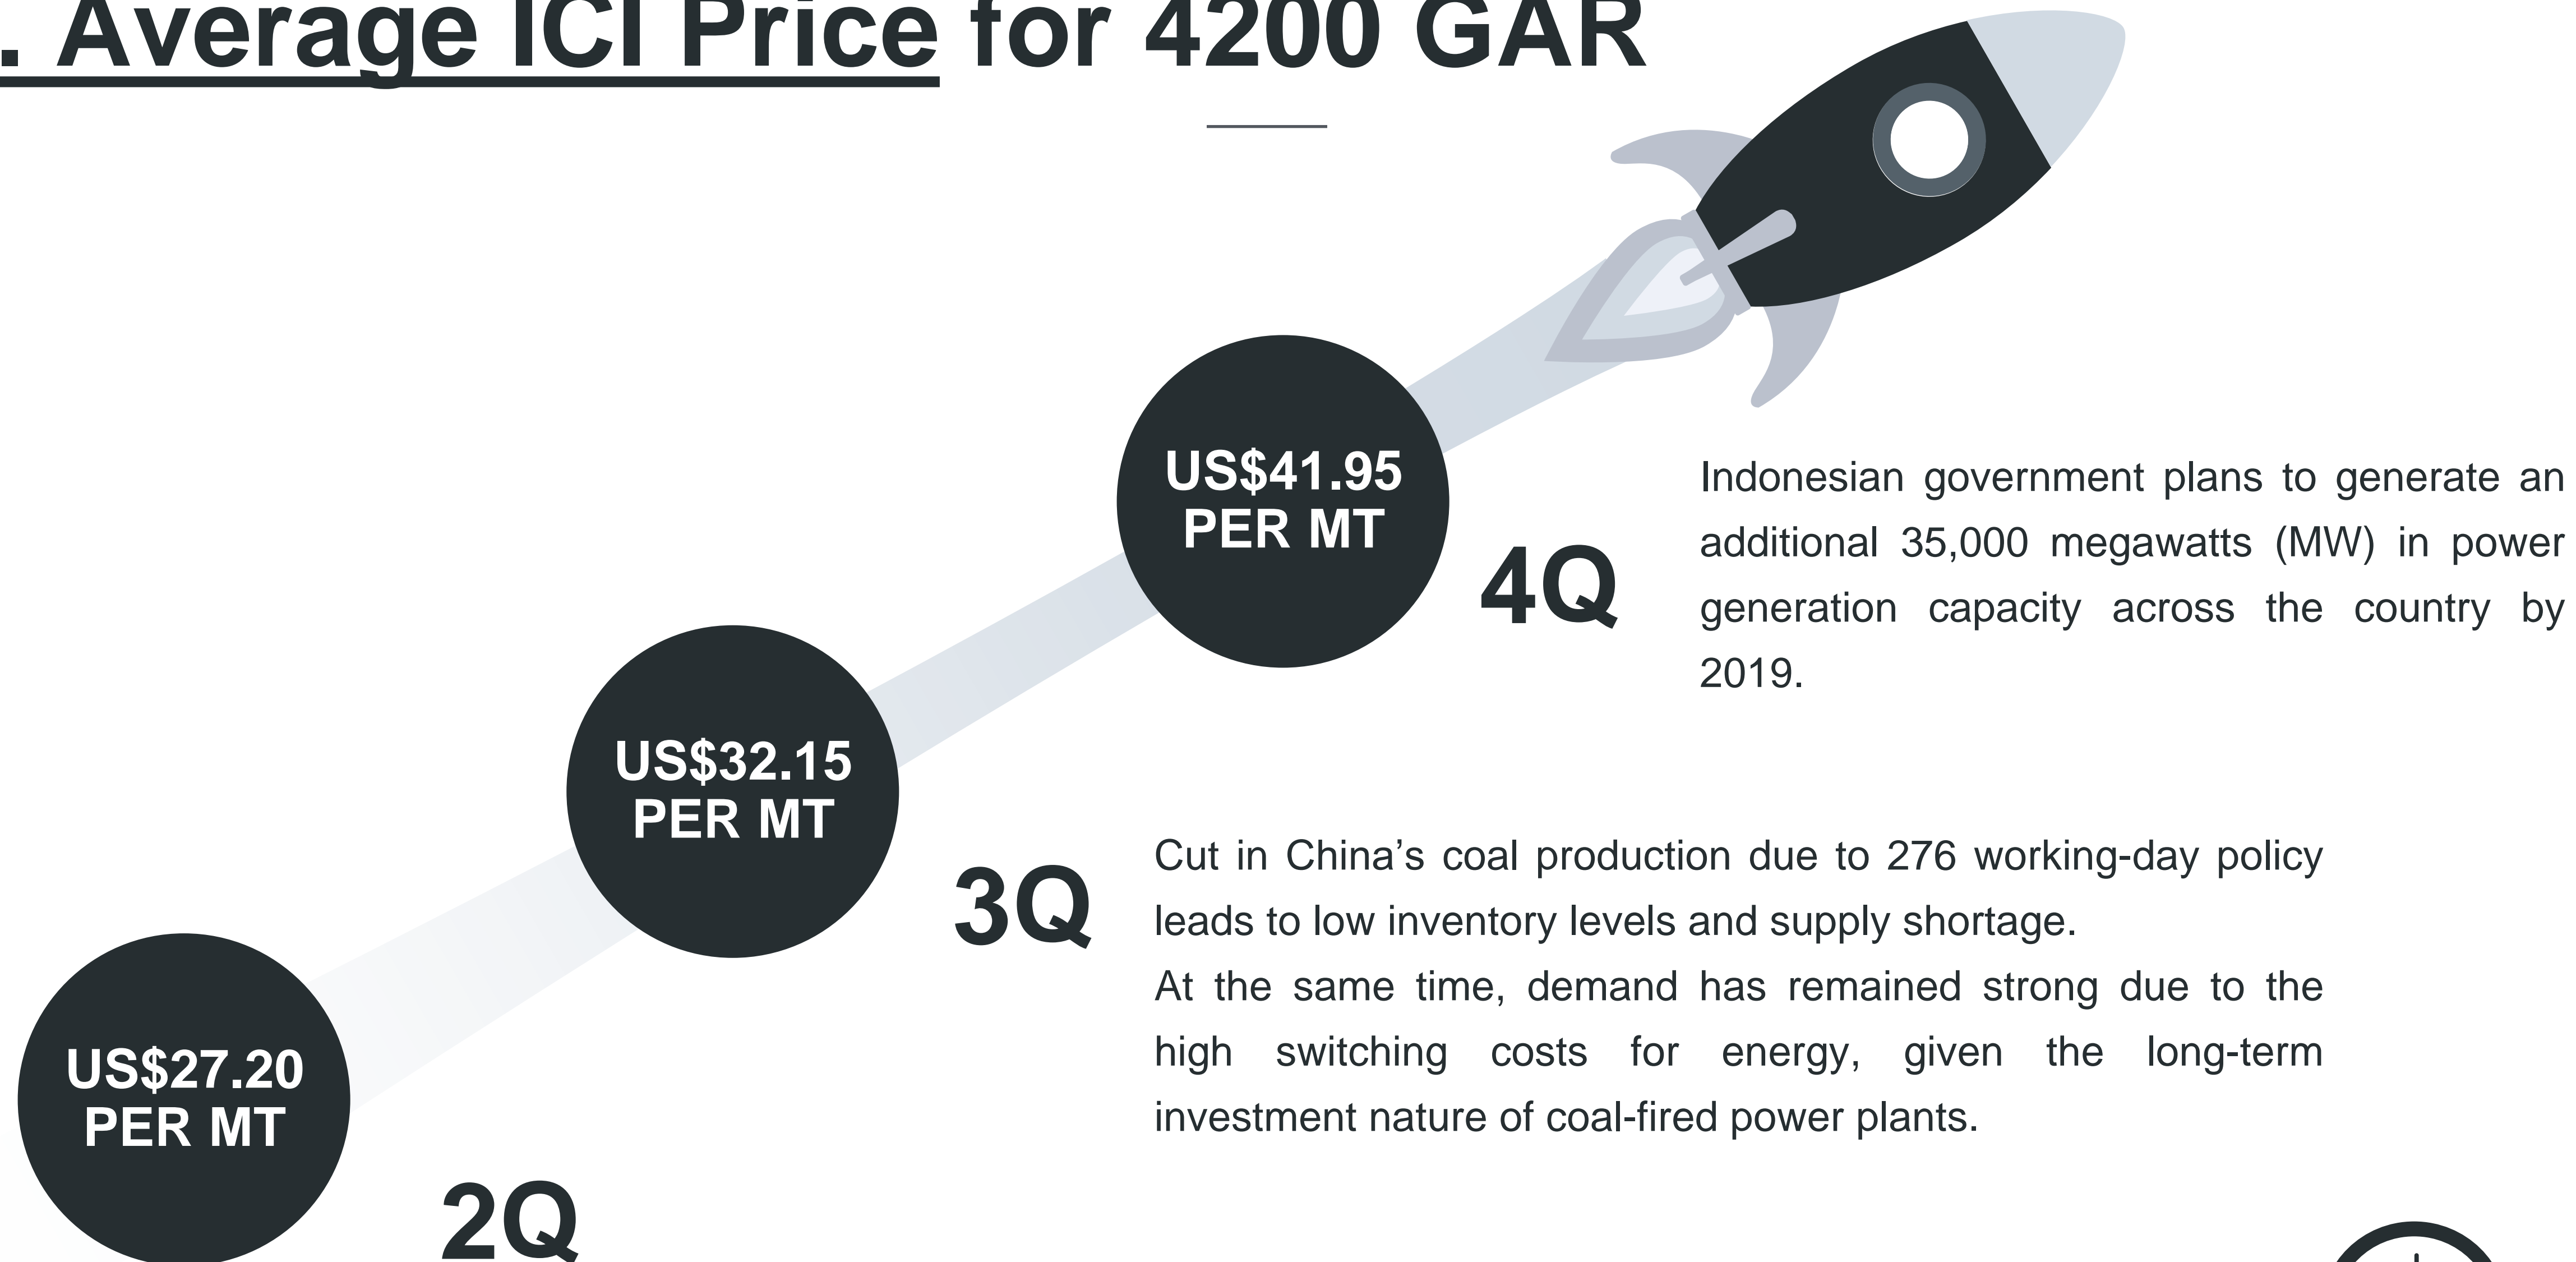 . Average ICI Price for 4200 GAR
US$41.95
PER MT
4Q
Indonesian government plans to generate an
additional 35,000 megawatts (MW) in power
generation capacity across the country by
2019.
US$32.15
PER MT
3Q
Cut in China’s coal production due to 276 working-day policy
leads to low inventory levels and supply shortage.
At the same time, demand has remained strong due to the
high switching costs for energy, given the long-term
investment nature of coal-fired power plants.
US$27.20
PER MT
2Q